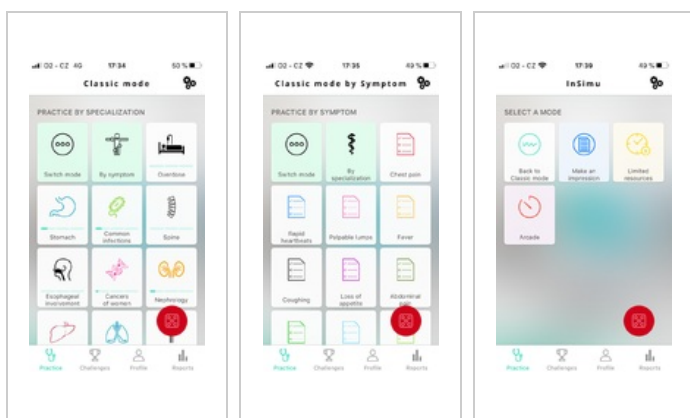 O2 - CZ 4G 17:34 50 %
Classic mode
PRACTICE BY SPECIALIZATION
Switch mode
By symptom
Overdose
Stomach
Common
infections
Spine
Esophageal
involvement
Cancers
of women
Nephrology
Practice
Challenges
Profile
Reports
O2 - CZ 17:35 49 %
Classic mode by Symptom
PRACTICE BY SYMPTOM
Switch mode
By
specialization
Chest pain
Rapid
heartbeats
Palpable lumps
Fever
Coughing
Loss of
appetite
Abdominal
pain
Practice
Challenges
Profile
Reports
O2 - CZ 17:39 49 %
InSimu
SELECT A MODE
Back to
Classic mode
Make an
impression
Limited
resources
Arcade
Practice
Challenges
Profile
Reports